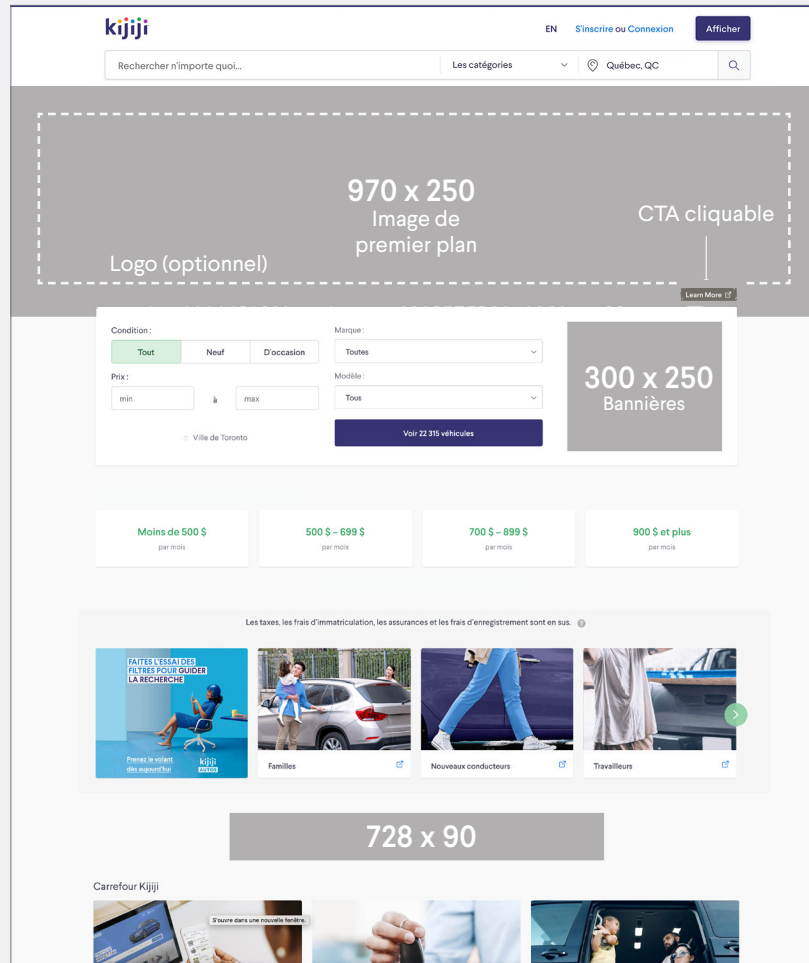 kijiji
EN S'inscrire ou Connexion Afficher
Rechercher n'importe quoi... Les catégories Québec, QC
970 x 250
Image de
premier plan
CTA cliquable
Logo (optionnel)
Learn More
Condition :
Tout Neuf D'occasion
Prix :
min à max
Ville de Toronto
Marque :
Toutes
Modèle :
Tous
Voir 22 315 véhicules
300 x 250
Bannières
Moins de 500 $
par mois
500 $ – 699 $
par mois
700 $ – 899 $
par mois
900 $ et plus
par mois
Les taxes, les frais d'immatriculation, les assurances et les frais d'enregistrement sont en sus.
FAITES L'ESSAI DES
FILTRES POUR GUIDER
LA RECHERCHE
Prenez le volant
dès aujourd'hui
kijiji
AUTOS
Familles
Nouveaux conducteurs
Travailleurs
728 x 90
Carrefour Kijiji
S'ouvre dans une nouvelle fenêtre.